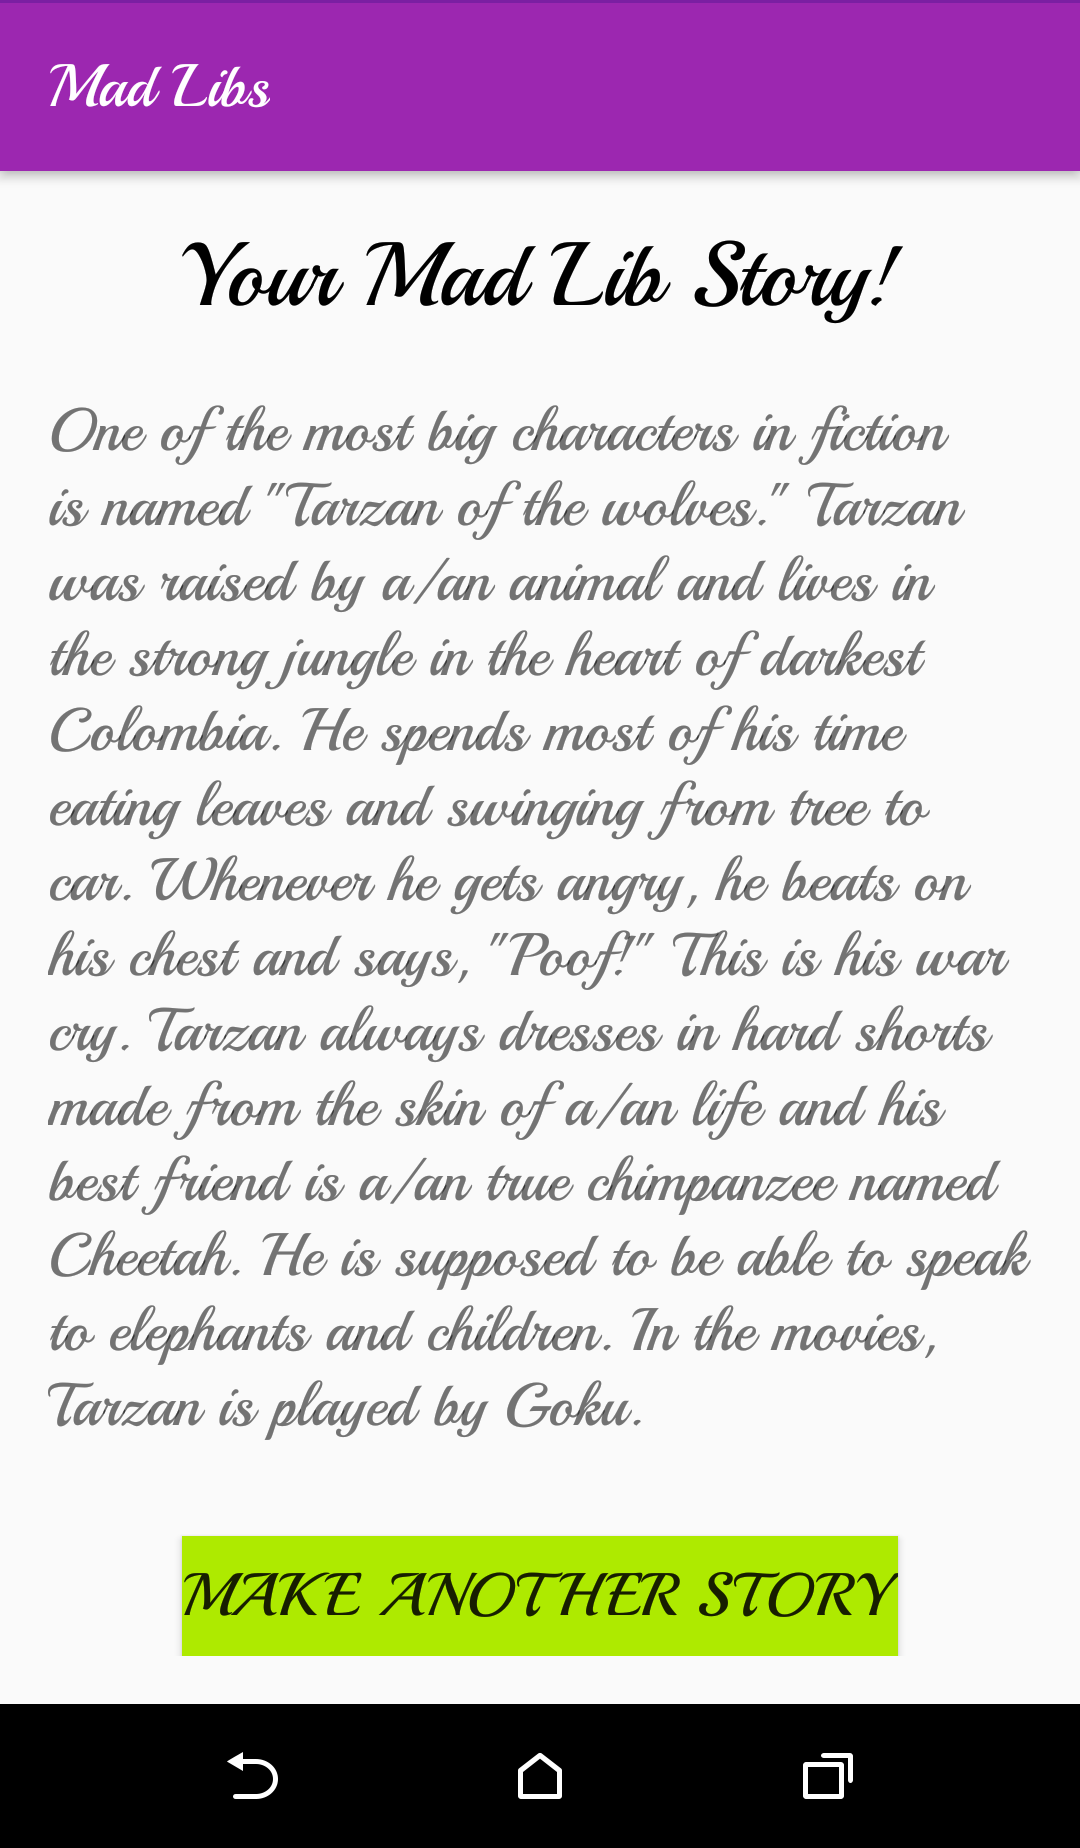 Mad Libs
Your Mad Lib Story!
One of the most big characters in fiction
is named "Tarzan of the wolves." Tarzan
was raised by a/an animal and lives in
the strong jungle in the heart of darkest
Colombia. He spends most of his time
eating leaves and swinging from tree to
car. Whenever he gets angry, he beats on
his chest and says, "Poof!" This is his war
cry. Tarzan always dresses in hard shorts
made from the skin of a/an life and his
best friend is a/an true chimpanzee named
Cheetah. He is supposed to be able to speak
to elephants and children. In the movies,
Tarzan is played by Goku.
MAKE ANOTHER STORY